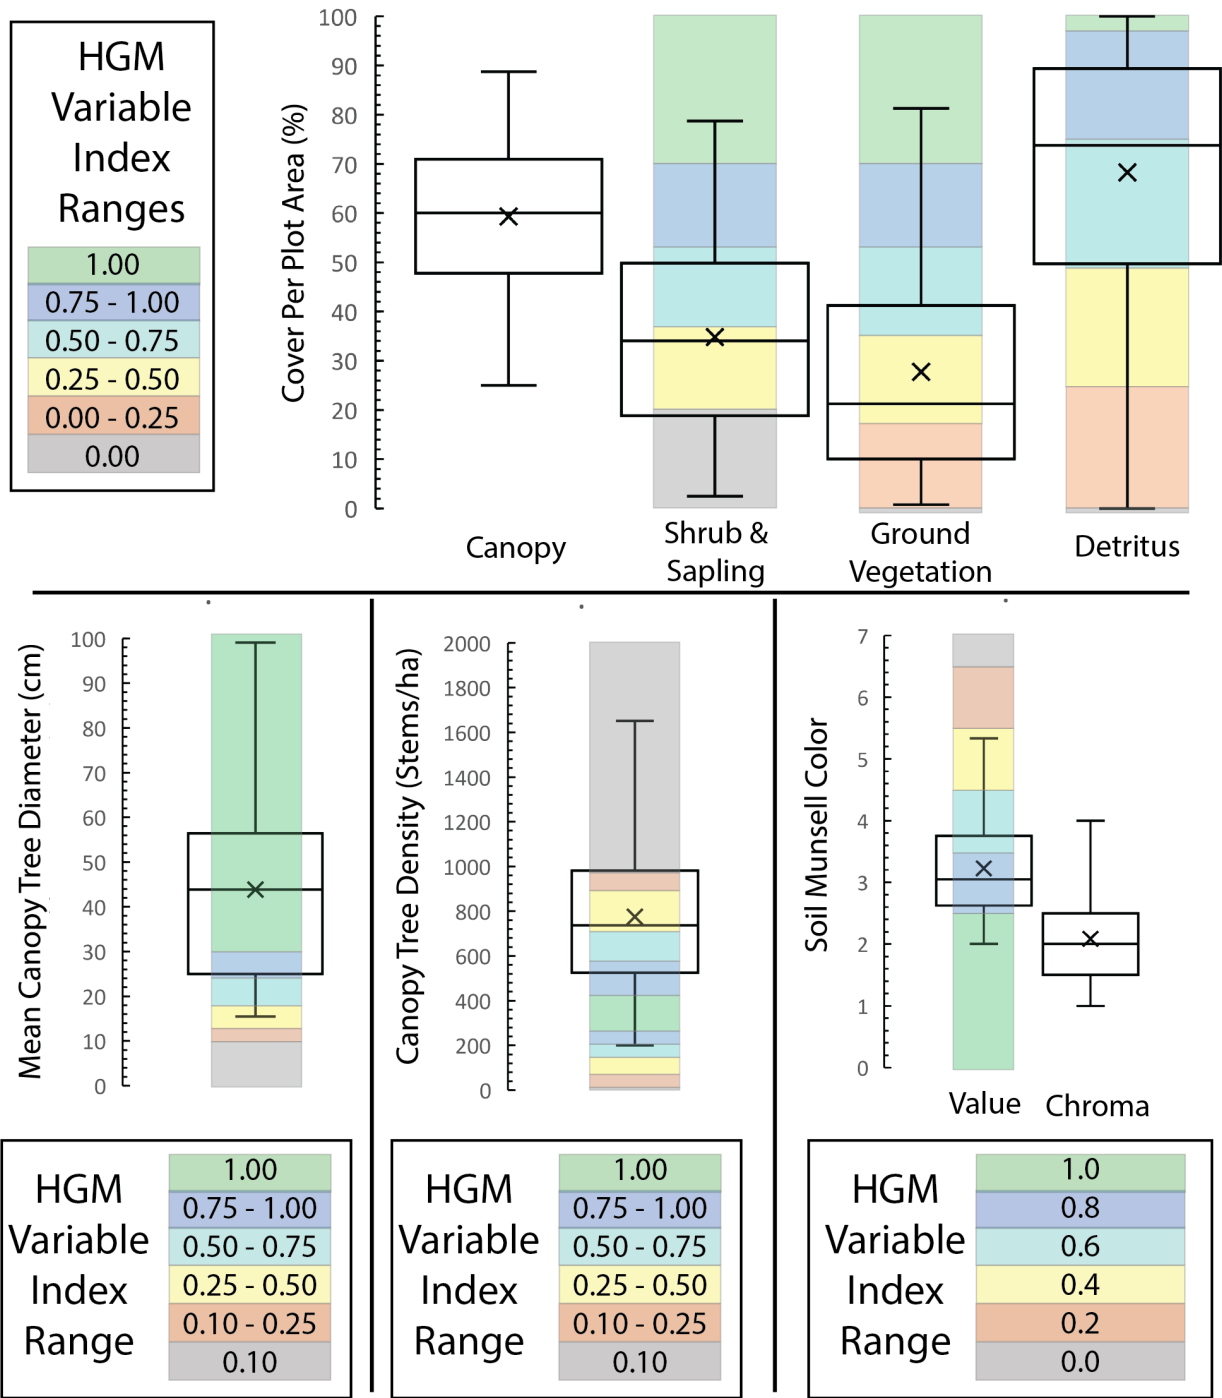 HGM
Variable
Index
Ranges
1.00
0.75 - 1.00
0.50 - 0.75
0.25 - 0.50
0.00 - 0.25
0.00
Cover Per Plot Area (%)
100
90
80
70
60
50
40
30
20
10
0
Canopy
Shrub &
Sapling
Ground
Vegetation
Detritus
Mean Canopy Tree Diameter (cm)
100
90
80
70
60
50
40
30
20
10
0
HGM
Variable
Index
Range
1.00
0.75 - 1.00
0.50 - 0.75
0.25 - 0.50
0.10 - 0.25
0.10
Canopy Tree Density (Stems/ha)
2000
1800
1600
1400
1200
1000
800
600
400
200
0
HGM
Variable
Index
Range
1.00
0.75 - 1.00
0.50 - 0.75
0.25 - 0.50
0.10 - 0.25
0.10
Soil Munsell Color
7
6
5
4
3
2
1
0
Value
Chroma
HGM
Variable
Index
Range
1.0
0.8
0.6
0.4
0.2
0.0